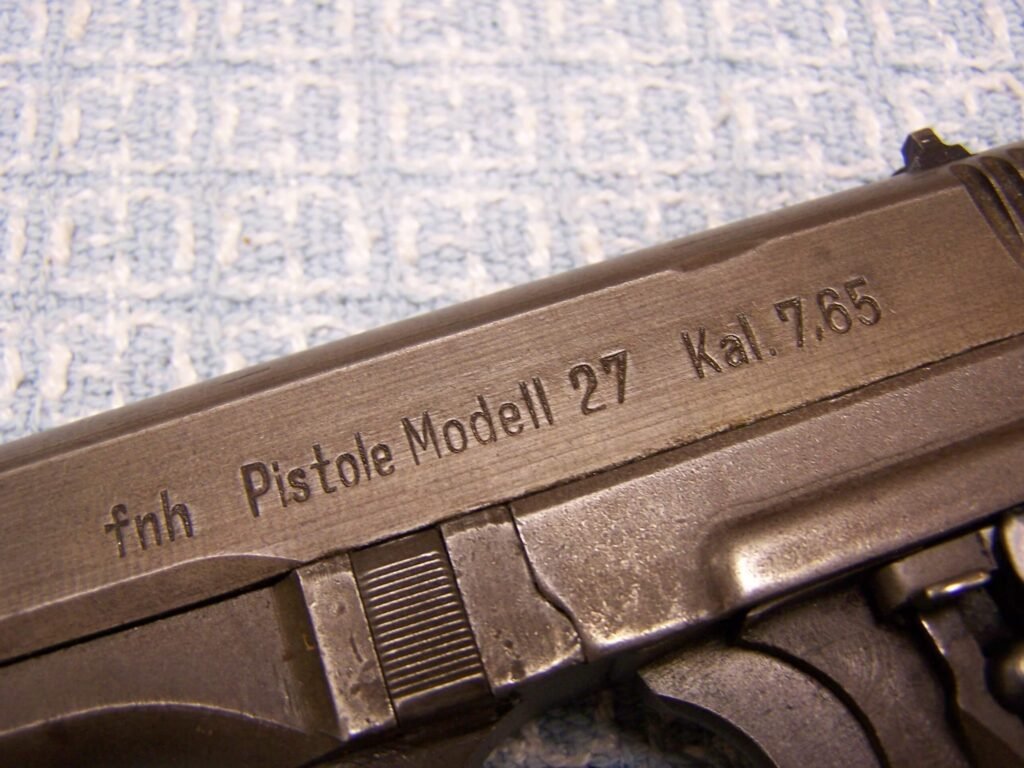 fnh Pistole Modell 27 Kal. 7,65